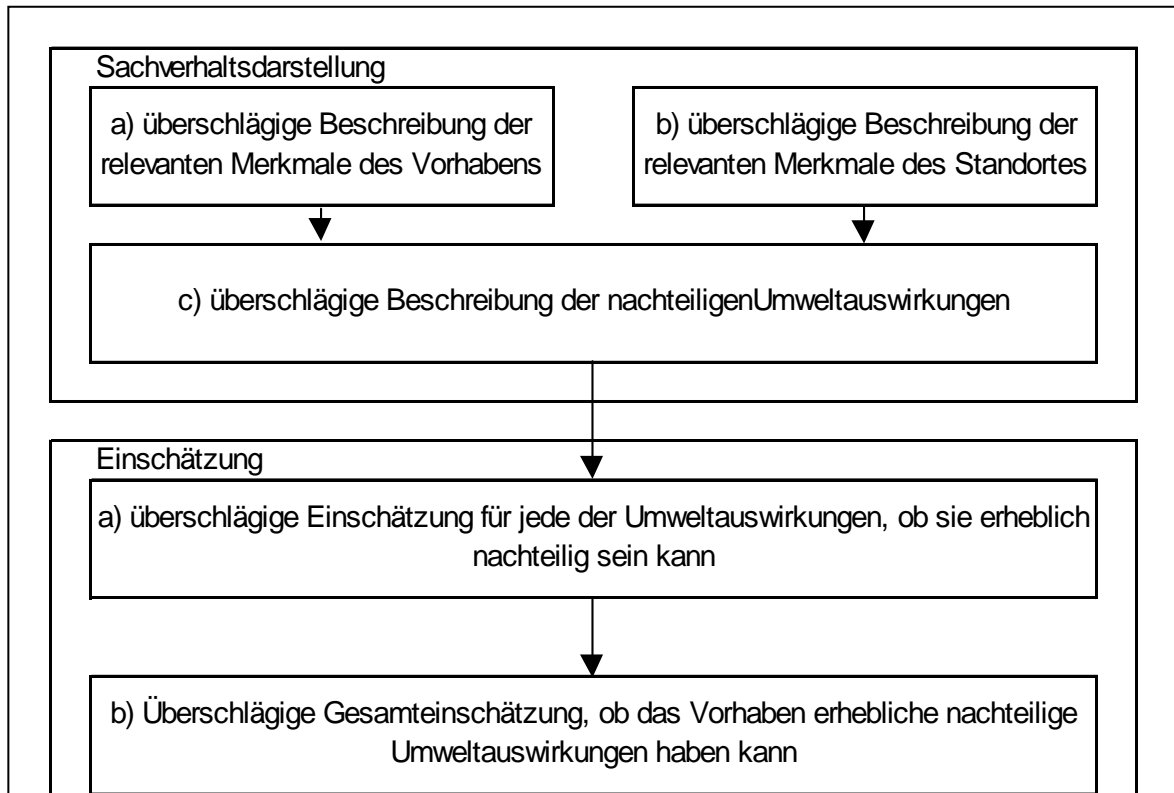 Sachverhaltsdarstellung
a) überschlägige Beschreibung der
relevanten Merkmale des Vorhabens
b) überschlägige Beschreibung der
relevanten Merkmale des Standortes
c) überschlägige Beschreibung der nachteiligenUmweltauswirkungen
Einschätzung
a) überschlägige Einschätzung für jede der Umweltauswirkungen, ob sie erheblich
nachteilig sein kann
b) Überschlägige Gesamteinschätzung, ob das Vorhaben erhebliche nachteilige
Umweltauswirkungen haben kann